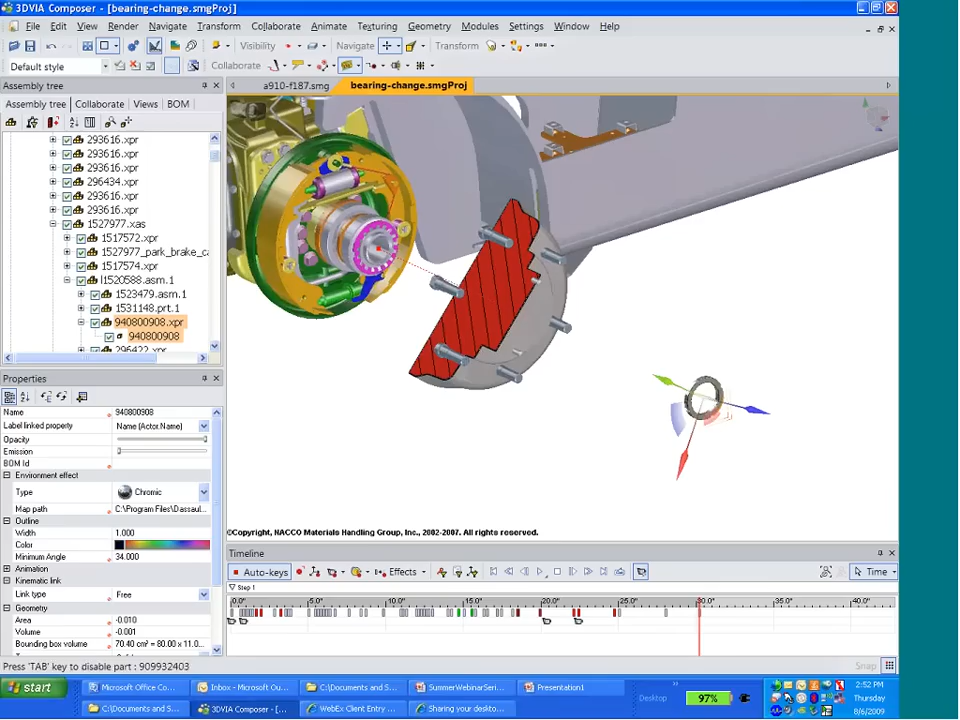 3DVIA Composer - [bearing-change.smgProj]
File Edit View Render Navigate Transform Collaborate Animate Texturing Geometry Modules Settings Window Help
Visibility Navigate Transform
Default style Collaborate
Assembly tree
a910-f187.smg bearing-change.smgProj
Assembly tree Collaborate Views BOM
293616.xpr
293616.xpr
293616.xpr
296434.xpr
293616.xpr
293616.xpr
1527977.xas
1517572.xpr
1527977_park_brake_ca
1517574.xpr
l1520588.asm.1
1523479.asm.1
1531148.prt.1
940800908.xpr
940800908
296422.xpr
Properties
Name 940800908
Label linked property Name (Actor.Name)
Opacity
Emission
BOM Id
Environment effect
Type Chromic
Map path C:\Program Files\Dassaul...
Outline
Width 1.000
Color
Minimum Angle 34.000
Animation
Kinematic link
Link type Free
Geometry
Area -0.010
Volume -0.001
Bounding box volume 70.40 cm³ = 80.00 x 11.0...
©Copyright, NACCO Materials Handling Group, Inc., 2002-2007. All rights reserved.
Timeline
Auto-keys Effects Time
Step 1
0.0" 5.0" 10.0" 15.0" 20.0" 25.0" 30.0" 35.0" 40.0"
Press 'TAB' key to disable part : 909932403
Snap
start
Microsoft Office Co...
Inbox - Microsoft Ou...
C:\Documents and S...
SummerWebinarSeri...
Presentation1
C:\Documents and S...
3DVIA Composer - [...
WebEx Client Entry ...
Sharing your deskto...
Desktop
97%
2:52 PM
Thursday
8/6/2009